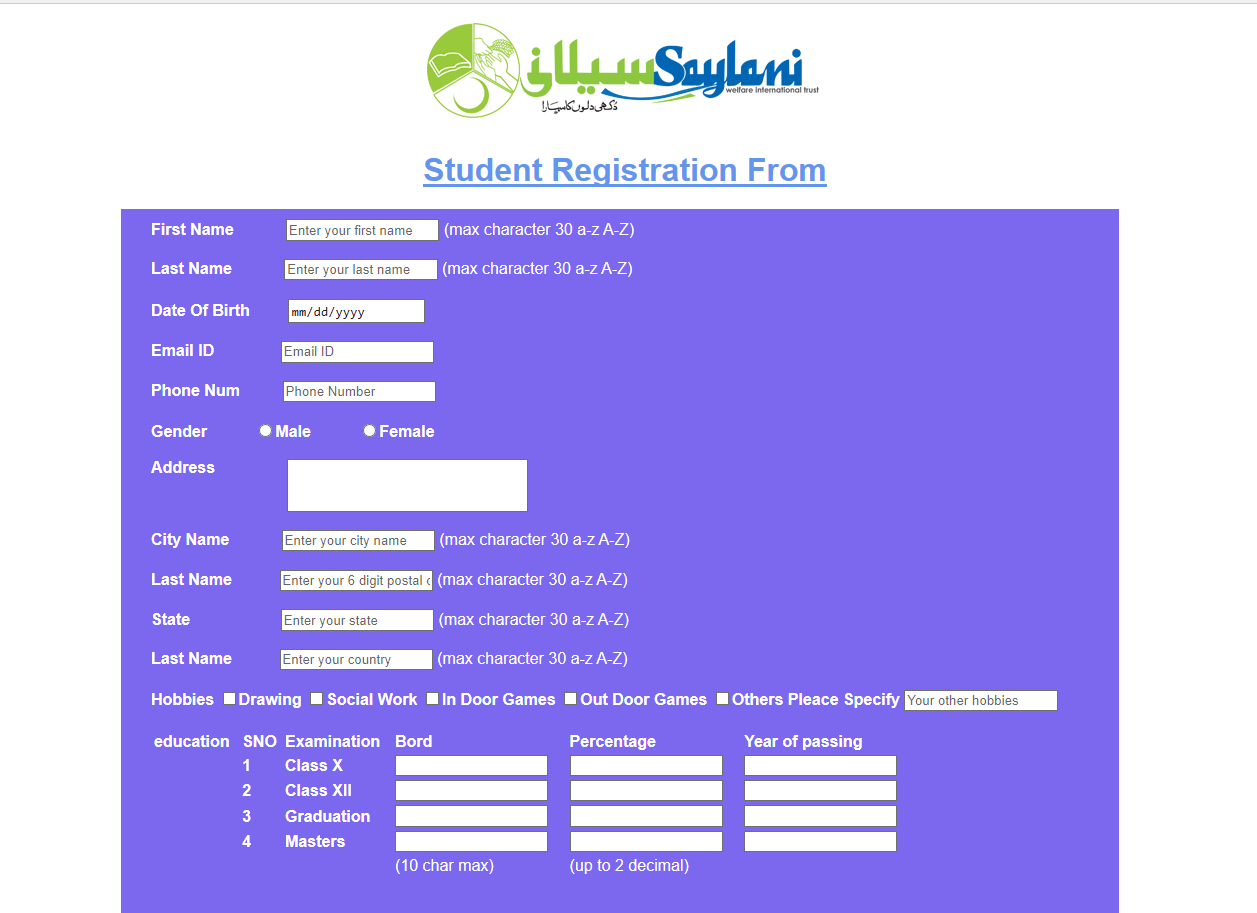 سیلانی Saylani
welfare international trust
دُکھی دلوں کا سہارا
Student Registration From
First Name Enter your first name (max character 30 a-z A-Z)
Last Name Enter your last name (max character 30 a-z A-Z)
Date Of Birth mm/dd/yyyy
Email ID Email ID
Phone Num Phone Number
Gender Male Female
Address
City Name Enter your city name (max character 30 a-z A-Z)
Last Name Enter your 6 digit postal c (max character 30 a-z A-Z)
State Enter your state (max character 30 a-z A-Z)
Last Name Enter your country (max character 30 a-z A-Z)
Hobbies Drawing Social Work In Door Games Out Door Games Others Pleace Specify Your other hobbies
education SNO Examination Bord Percentage Year of passing
1 Class X
2 Class XII
3 Graduation
4 Masters
(10 char max) (up to 2 decimal)